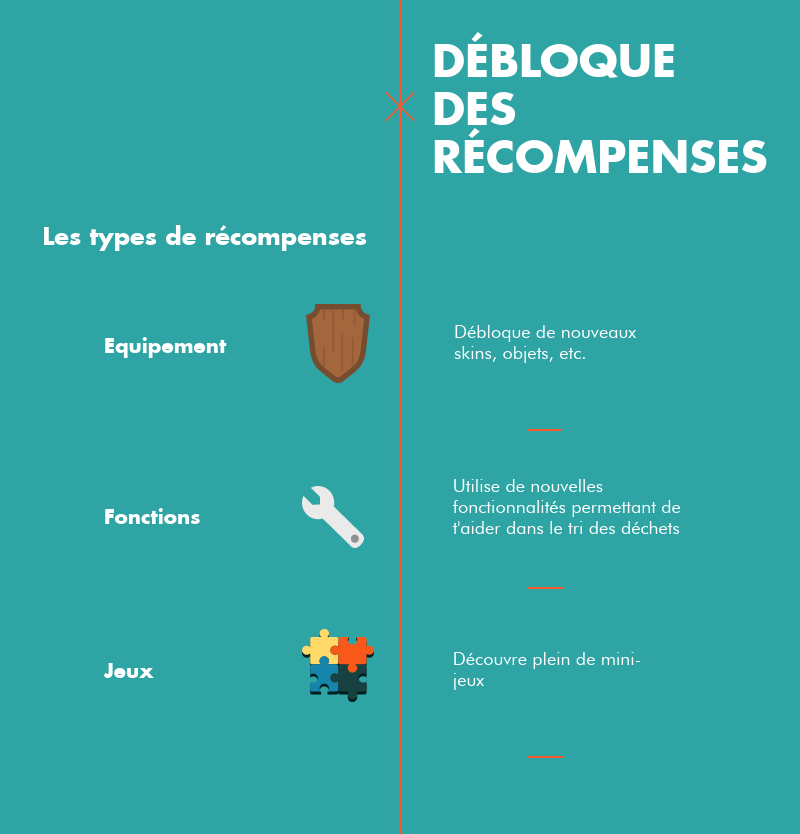 DÉBLOQUE
DES
RÉCOMPENSES
Les types de récompenses
Equipement
Débloque de nouveaux
skins, objets, etc.
Fonctions
Utilise de nouvelles
fonctionnalités permettant de
t'aider dans le tri des déchets
Jeux
Découvre plein de mini-
jeux